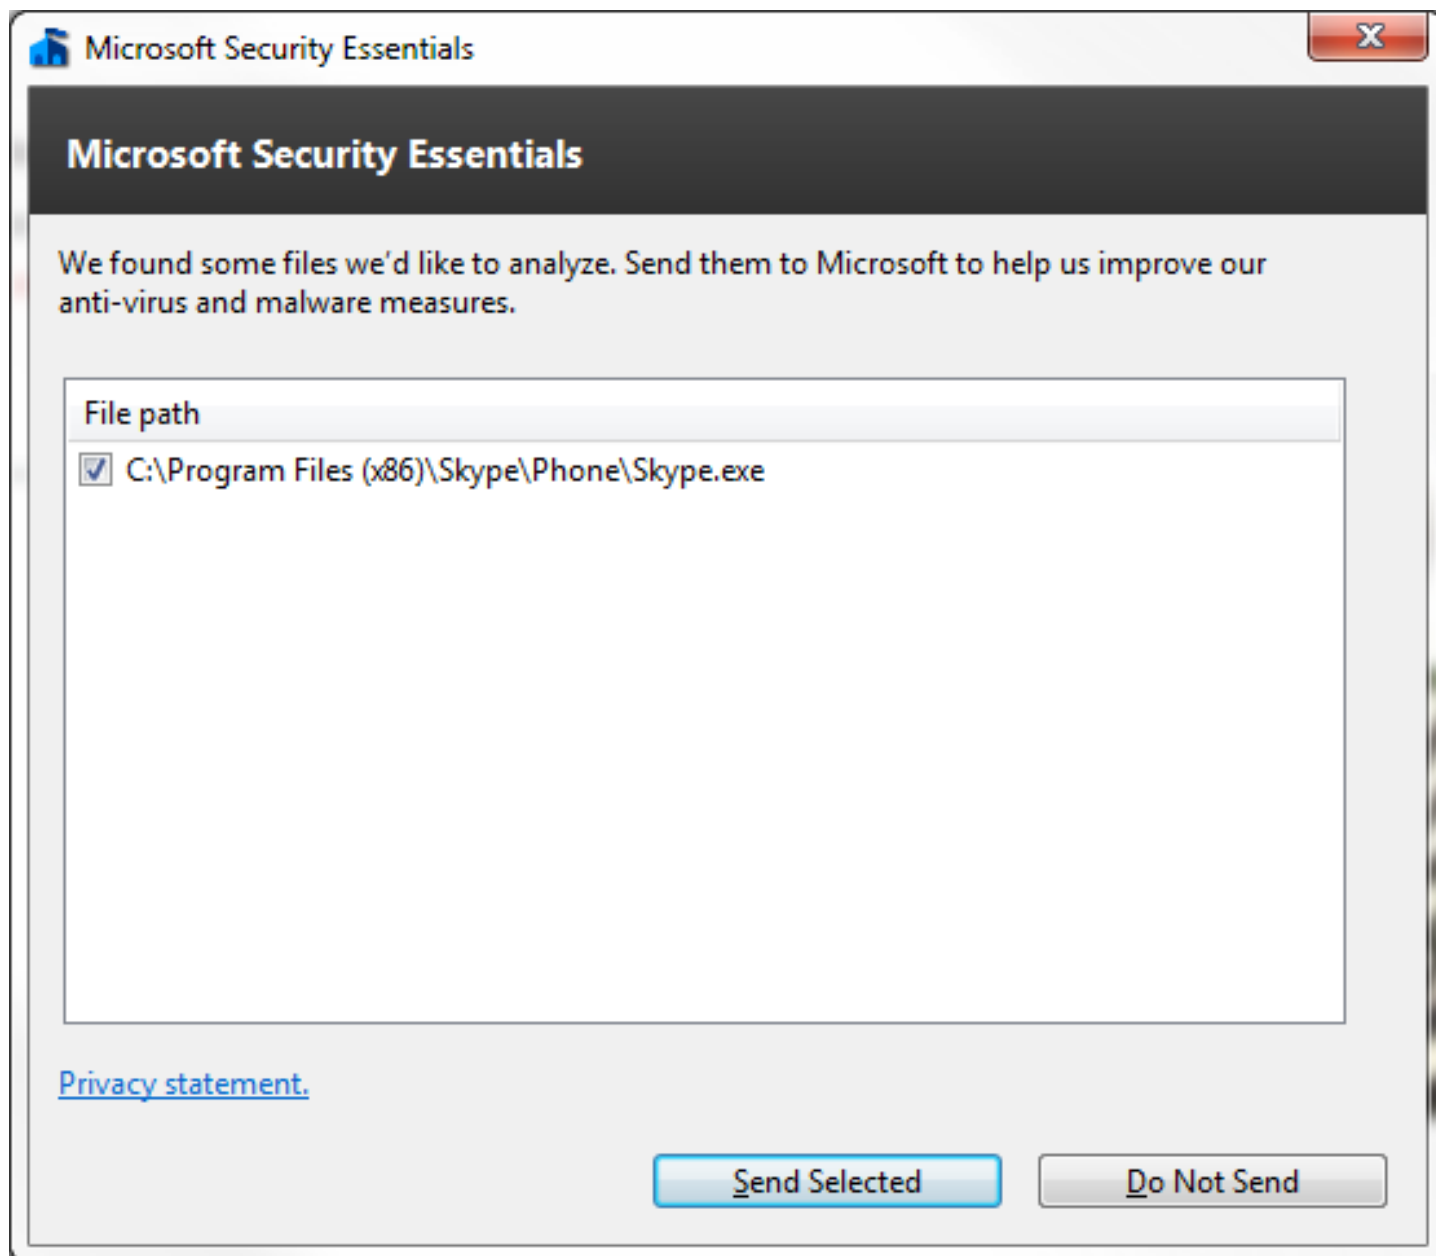 Microsoft Security Essentials
Microsoft Security Essentials
We found some files we'd like to analyze. Send them to Microsoft to help us improve our
anti-virus and malware measures.
File path
C:\Program Files (x86)\Skype\Phone\Skype.exe
Privacy statement.
Send Selected
Do Not Send